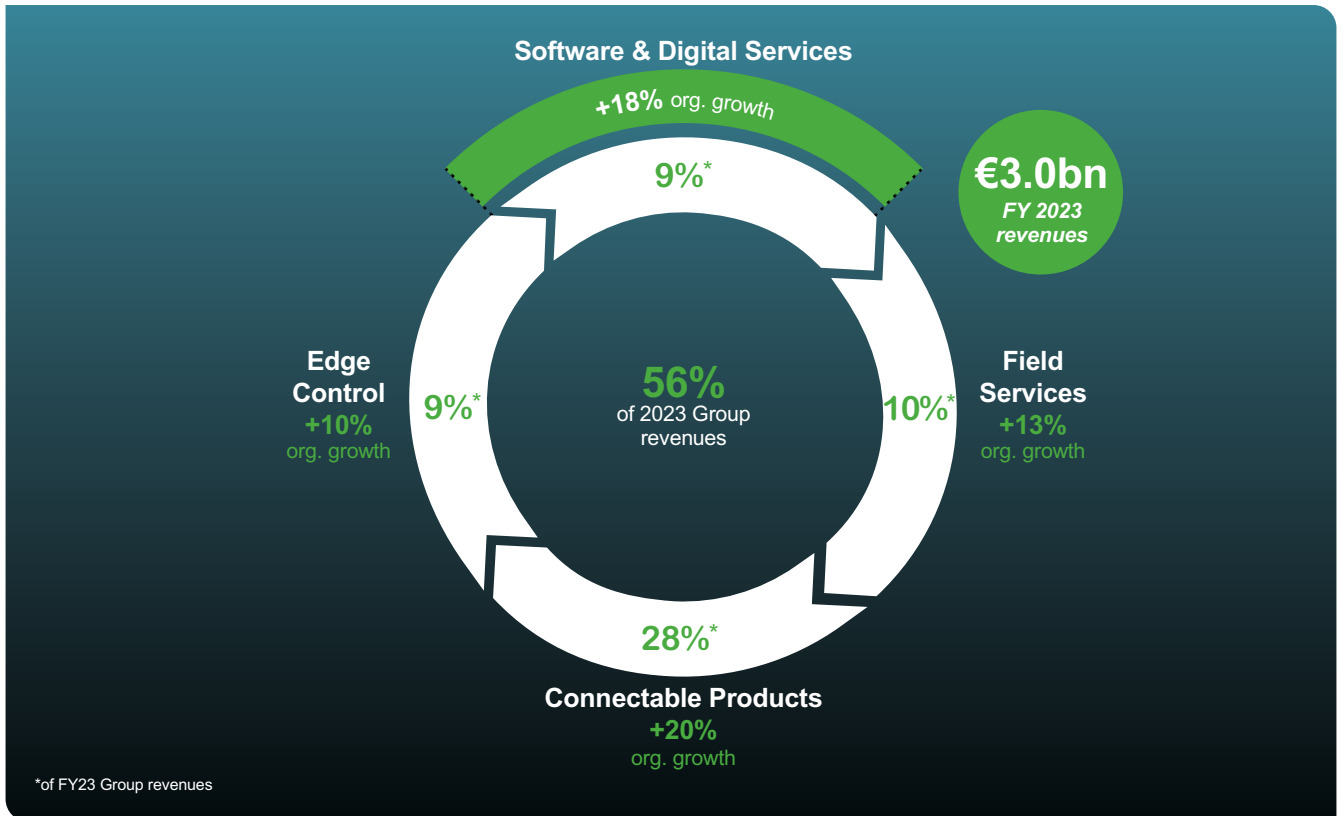 Software & Digital Services
+18% org. growth
9%*
€3.0bn
FY 2023
revenues
Edge
Control
+10%
org. growth
9%*
56%
of 2023 Group
revenues
10%*
Field
Services
+13%
org. growth
28%*
Connectable Products
+20%
org. growth
*of FY23 Group revenues